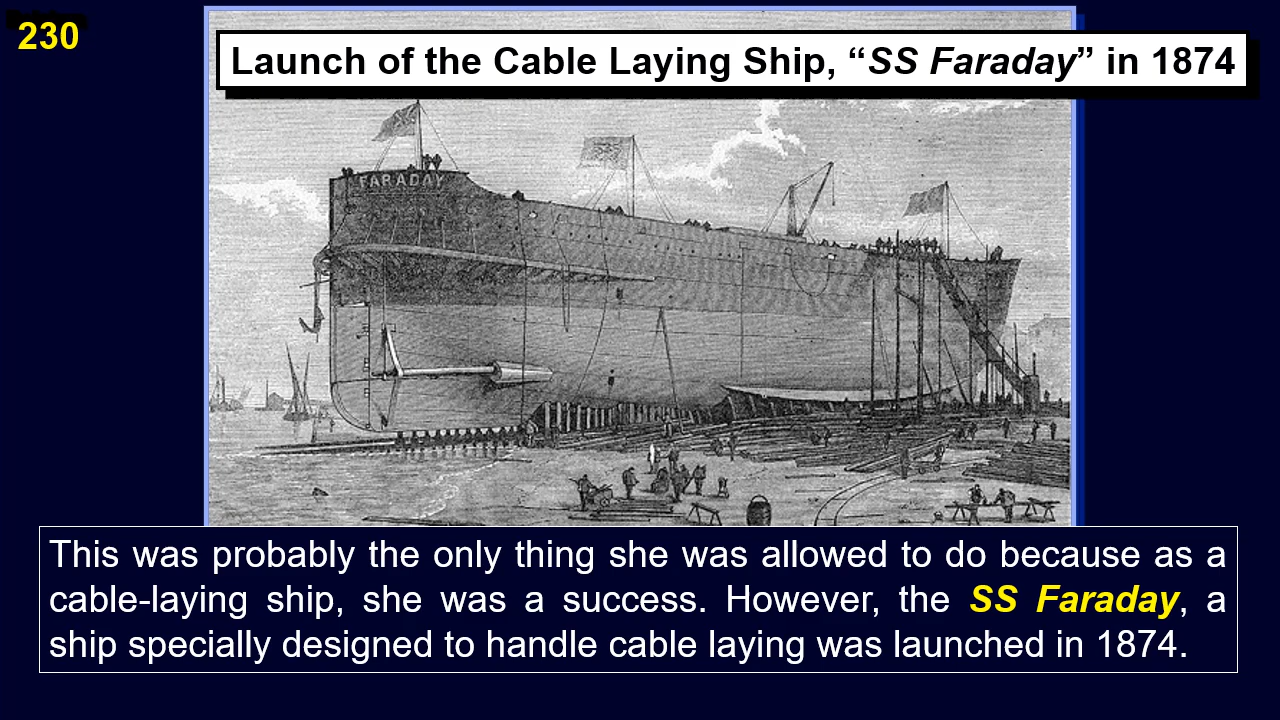 230
Launch of the Cable Laying Ship, “SS Faraday” in 1874
FARADAY
This was probably the only thing she was allowed to do because as a
cable-laying ship, she was a success. However, the SS Faraday, a
ship specially designed to handle cable laying was launched in 1874.